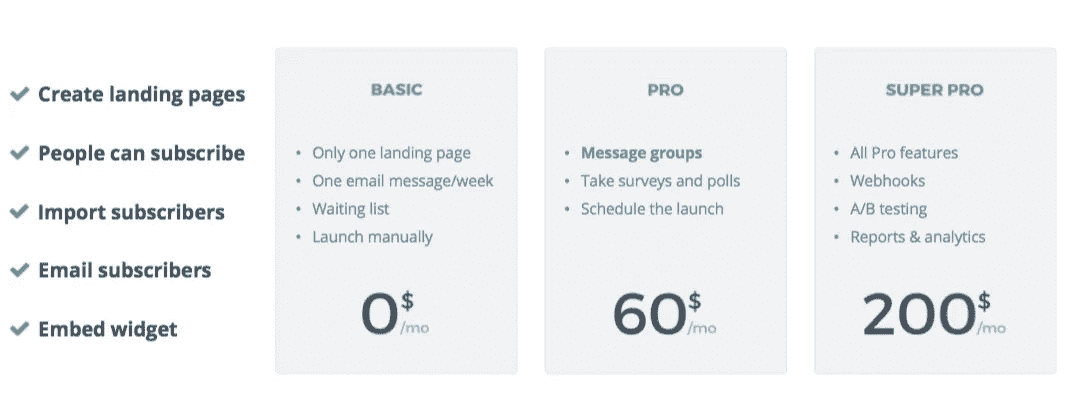 Create landing pages
People can subscribe
Import subscribers
Email subscribers
Embed widget
BASIC
• Only one landing page
• One email message/week
• Waiting list
• Launch manually
0$/mo
PRO
• Message groups
• Take surveys and polls
• Schedule the launch
60$/mo
SUPER PRO
• All Pro features
• Webhooks
• A/B testing
• Reports & analytics
200$/mo